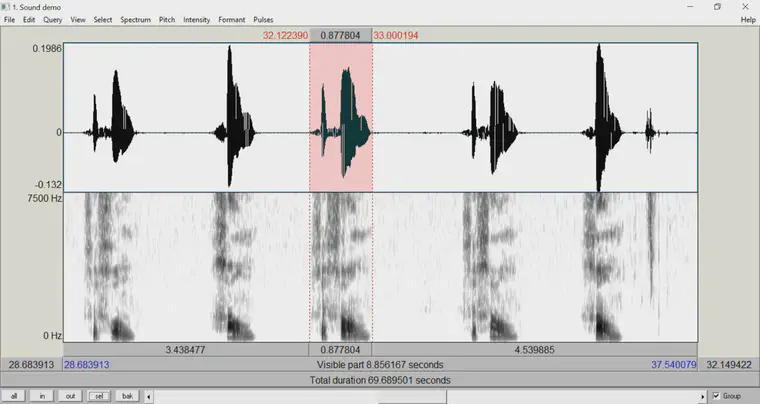 1. Sound demo
File Edit Query View Select Spectrum Pitch Intensity Formant Pulses Help
32.122390 0.877804 33.000194
0.1986
0
-0.132
7500 Hz
0 Hz
3.438477 0.877804 4.539885
28.683913 28.683913 Visible part 8.856167 seconds 37.540079 32.149422
Total duration 69.689501 seconds
all in out sel bak Group